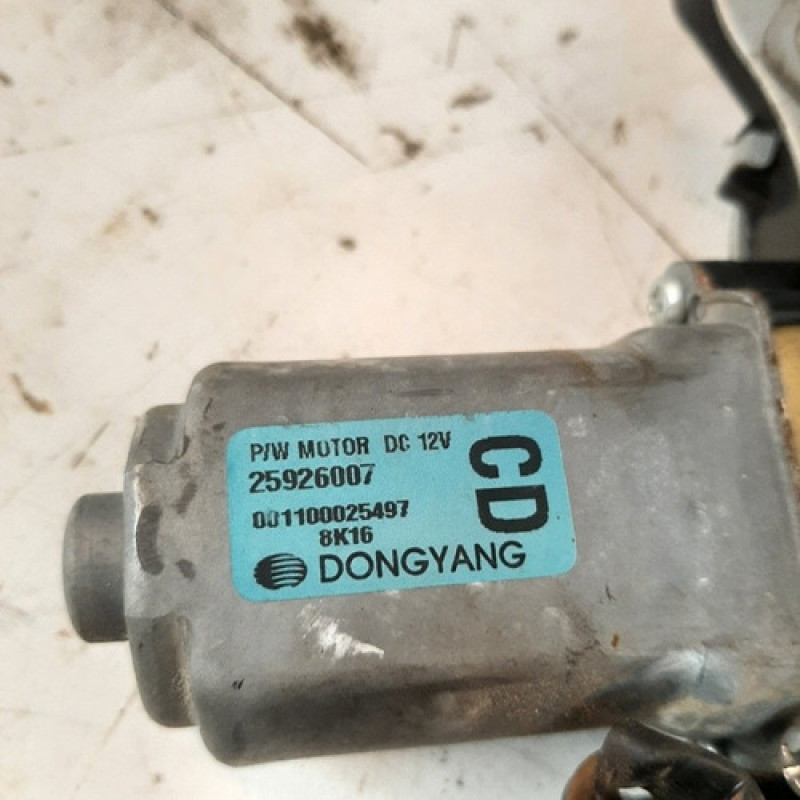 P/W MOTOR DC 12V
25926007
CD
001100025497
8K16
DONGYANG